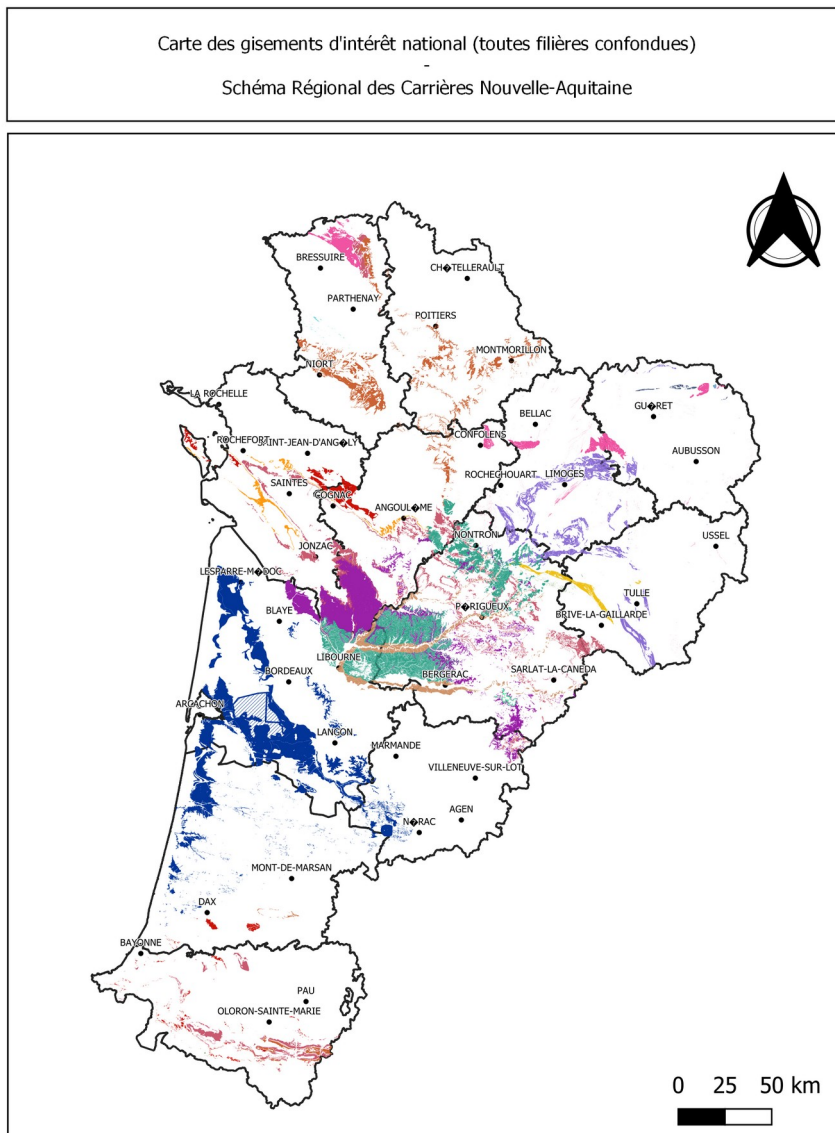 Carte des gisements d'intérêt national (toutes filières confondues)
-
Schéma Régional des Carrières Nouvelle-Aquitaine
BRESSUIRE
CH�TELLERAULT
PARTHENAY
POITIERS
MONTMORILLON
NIORT
LA ROCHELLE
GU�RET
BELLAC
ROCHEFORT
SAINT-JEAN-D'ANG�LY
CONFOLENS
AUBUSSON
ROCHECHOUART
LIMOGES
SAINTES
COGNAC
ANGOUL�ME
NONTRON
USSEL
JONZAC
LESPARRE-M�DOC
TULLE
BLAYE
P�RIGUEUX
BRIVE-LA-GAILLARDE
LIBOURNE
BORDEAUX
BERGERAC
SARLAT-LA-CANEDA
ARCACHON
LANGON
MARMANDE
VILLENEUVE-SUR-LOT
N�RAC
AGEN
MONT-DE-MARSAN
DAX
BAYONNE
PAU
OLORON-SAINTE-MARIE
0 25 50 km